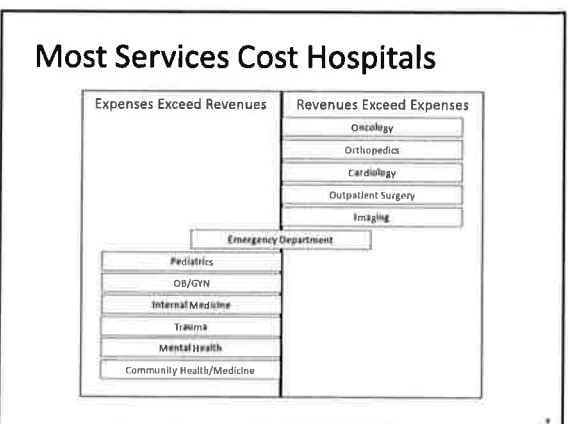 Most Services Cost Hospitals
Expenses Exceed Revenues
Revenues Exceed Expenses
Oncology
Orthopedics
Cardiology
Outpatient Surgery
Imaging
Emergency Department
Pediatrics
OB/GYN
Internal Medicine
Trauma
Mental Health
Community Health/Medicine